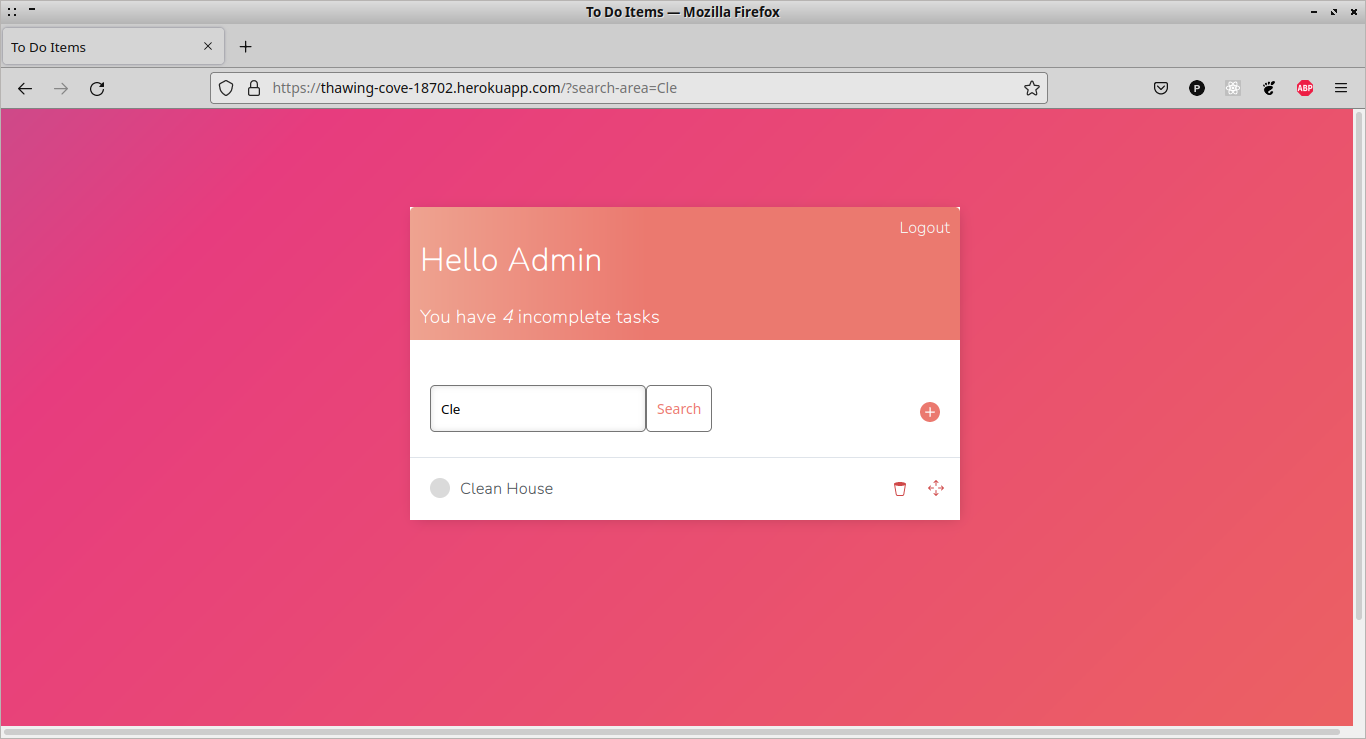 To Do Items — Mozilla Firefox
To Do Items
https://thawing-cove-18702.herokuapp.com/?search-area=Cle
P
ABP
Logout
Hello Admin
You have 4 incomplete tasks
Cle
Search
Clean House